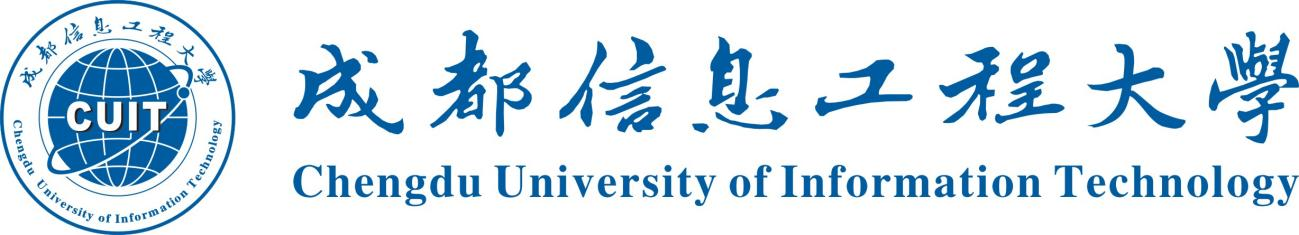 成都信息工程大學
CUIT
Chengdu University of Information Technology
成都信息工程大學
Chengdu University of Information Technology